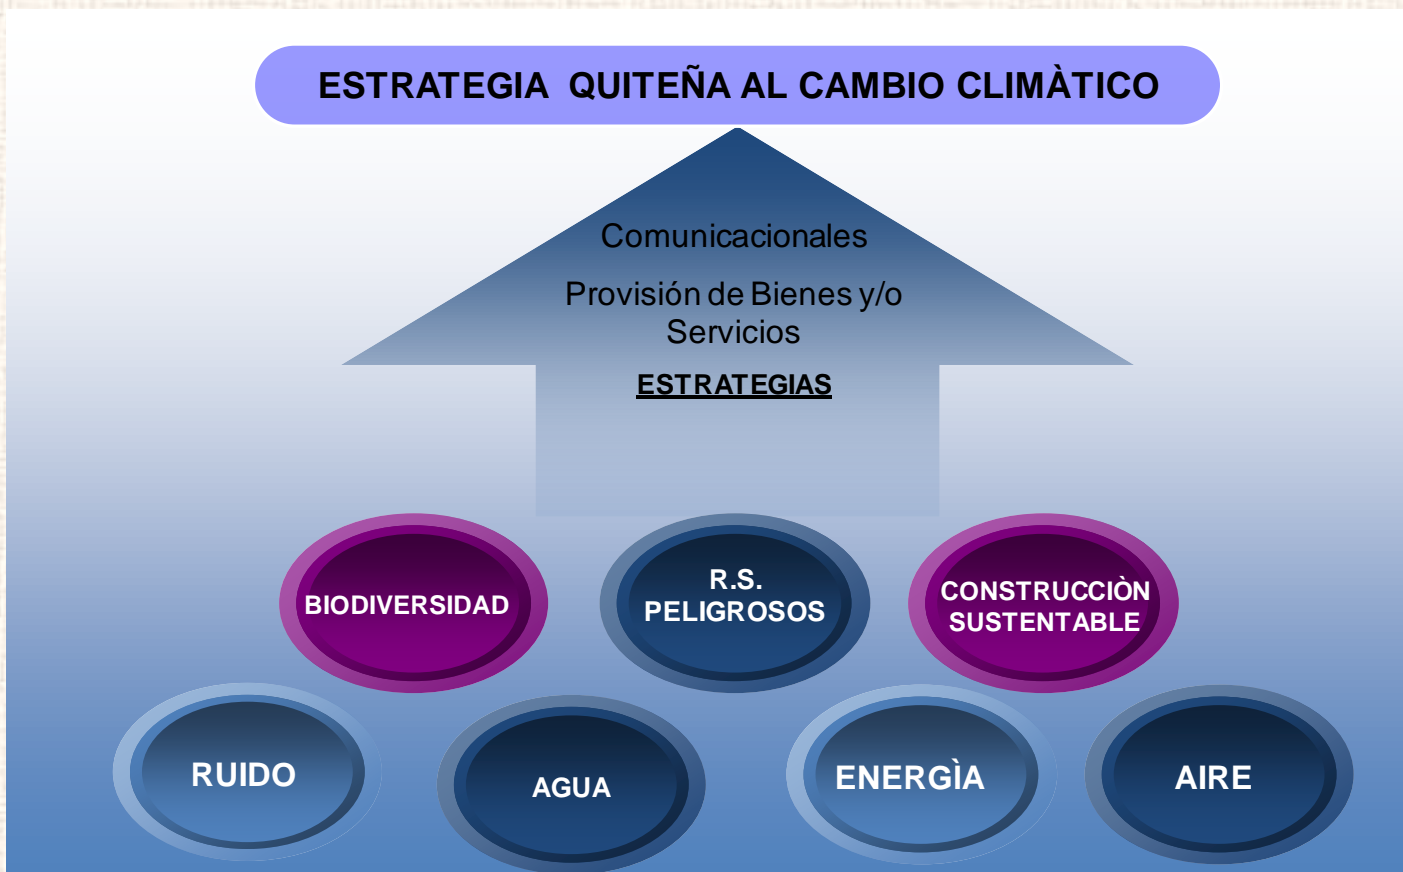 ESTRATEGIA QUITEÑA AL CAMBIO CLIMÀTICO
Comunicacionales
Provisión de Bienes y/o
Servicios
ESTRATEGIAS
BIODIVERSIDAD
R.S.
PELIGROSOS
CONSTRUCCIÒN
SUSTENTABLE
RUIDO
AGUA
ENERGÌA
AIRE